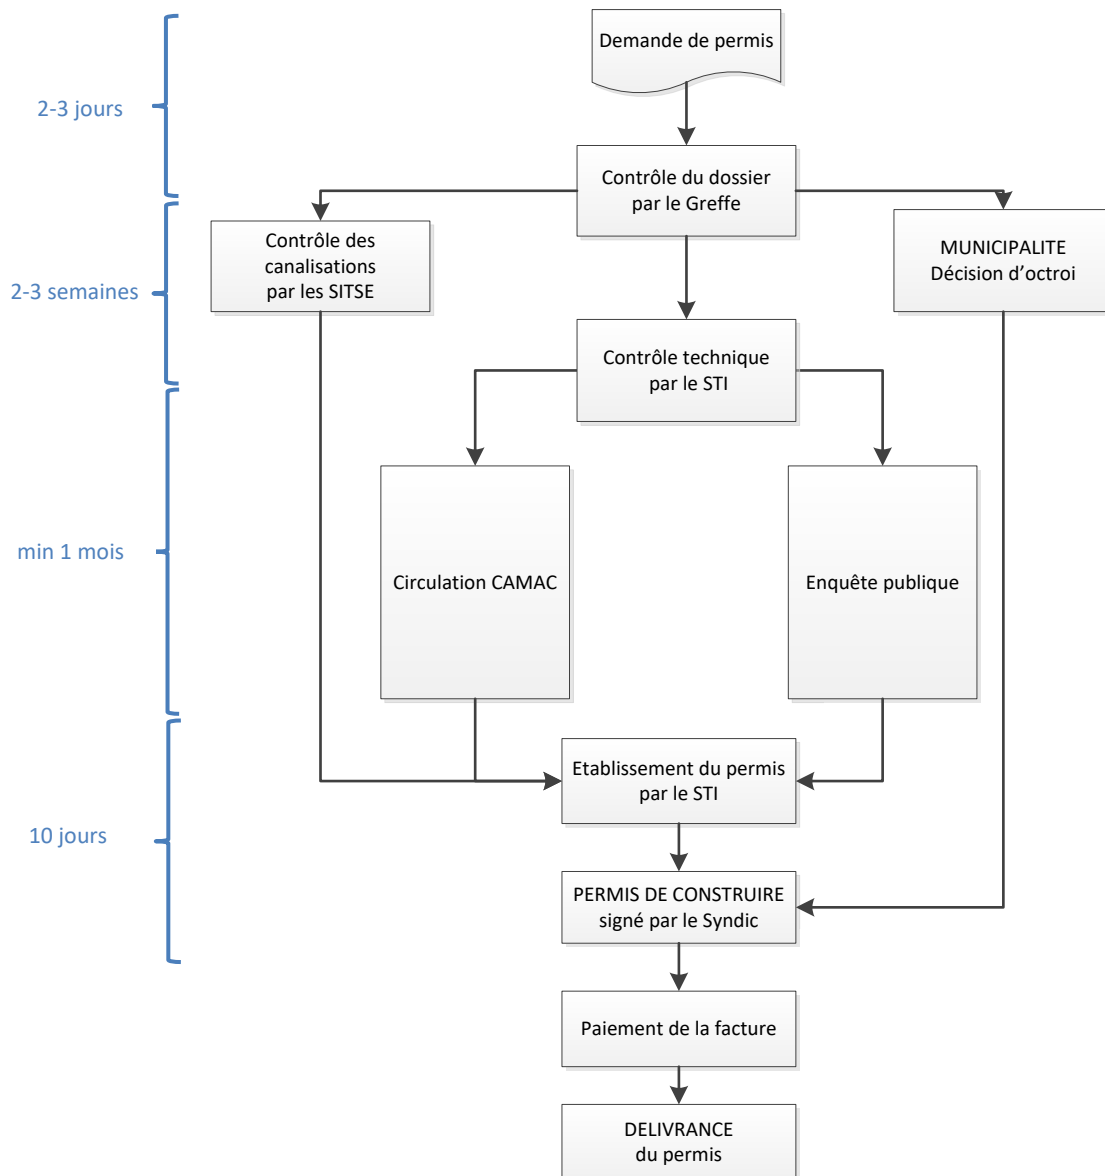 Demande de permis
2-3 jours
Contrôle du dossier
par le Greffe
Contrôle des
canalisations
par les SITSE
MUNICIPALITE
Décision d’octroi
2-3 semaines
Contrôle technique
par le STI
min 1 mois
Circulation CAMAC
Enquête publique
Etablissement du permis
par le STI
10 jours
PERMIS DE CONSTRUIRE
signé par le Syndic
Paiement de la facture
DELIVRANCE
du permis